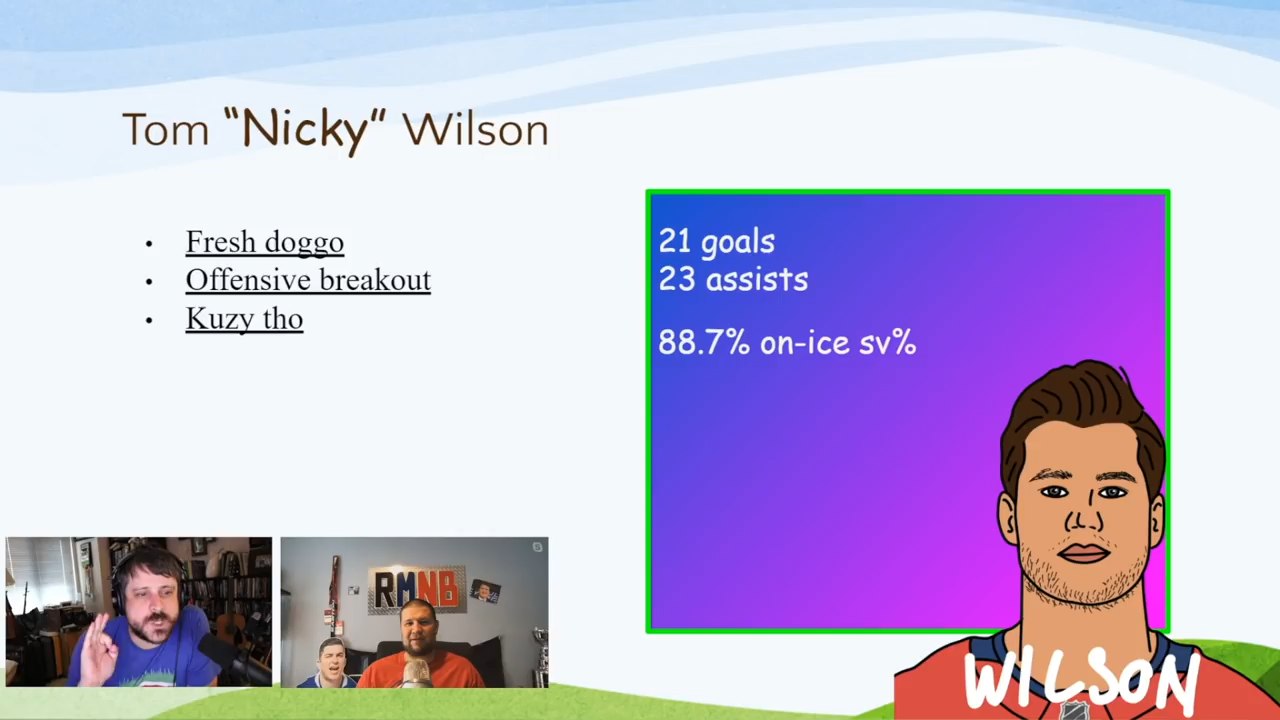 Tom “Nicky” Wilson
• Fresh doggo
• Offensive breakout
• Kuzy tho
21 goals
23 assists
88.7% on-ice sv%
RMNB
WILSON